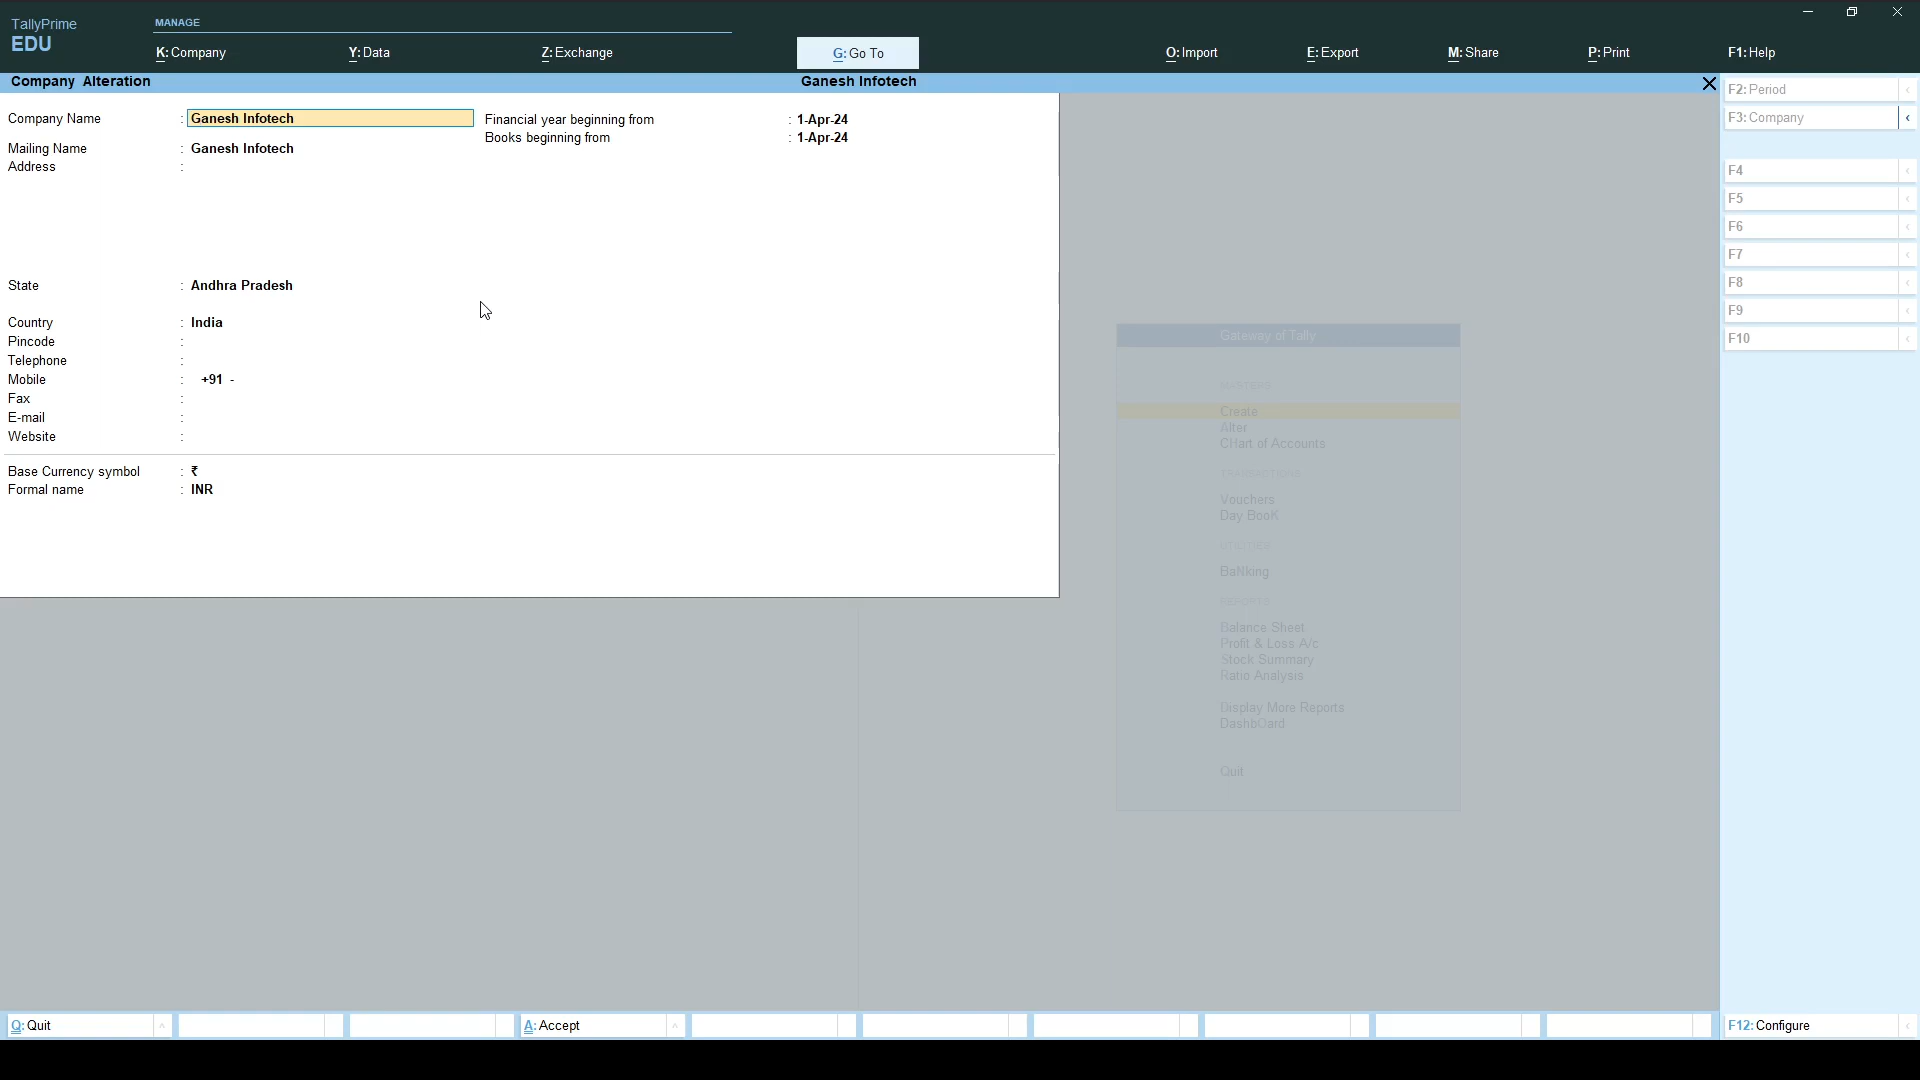 TallyPrime
EDU
MANAGE
K: Company
Y: Data
Z: Exchange
G: Go To
O: Import
E: Export
M: Share
P: Print
F1: Help
Company Alteration
Ganesh Infotech
Company Name : Ganesh Infotech
Financial year beginning from : 1-Apr-24
Books beginning from : 1-Apr-24
Mailing Name : Ganesh Infotech
Address :
State : Andhra Pradesh
Country : India
Pincode :
Telephone :
Mobile : +91 -
Fax :
E-mail :
Website :
Base Currency symbol : ₹
Formal name : INR
Gateway of Tally
MASTERS
Create
Alter
CHart of Accounts
TRANSACTIONS
Vouchers
Day BooK
UTILITIES
BaNking
REPORTS
Balance Sheet
Profit & Loss A/c
Stock Summary
Ratio Analysis
Display More Reports
DashbOard
Quit
F2: Period
F3: Company
F4
F5
F6
F7
F8
F9
F10
Q: Quit
A: Accept
F12: Configure